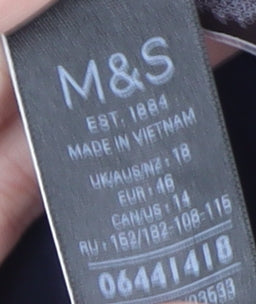 M&S
EST. 1884
MADE IN VIETNAM
UK/AUS/NZ : 18
EUR : 46
CAN/US : 14
RU : 152/182-108-116
06441418